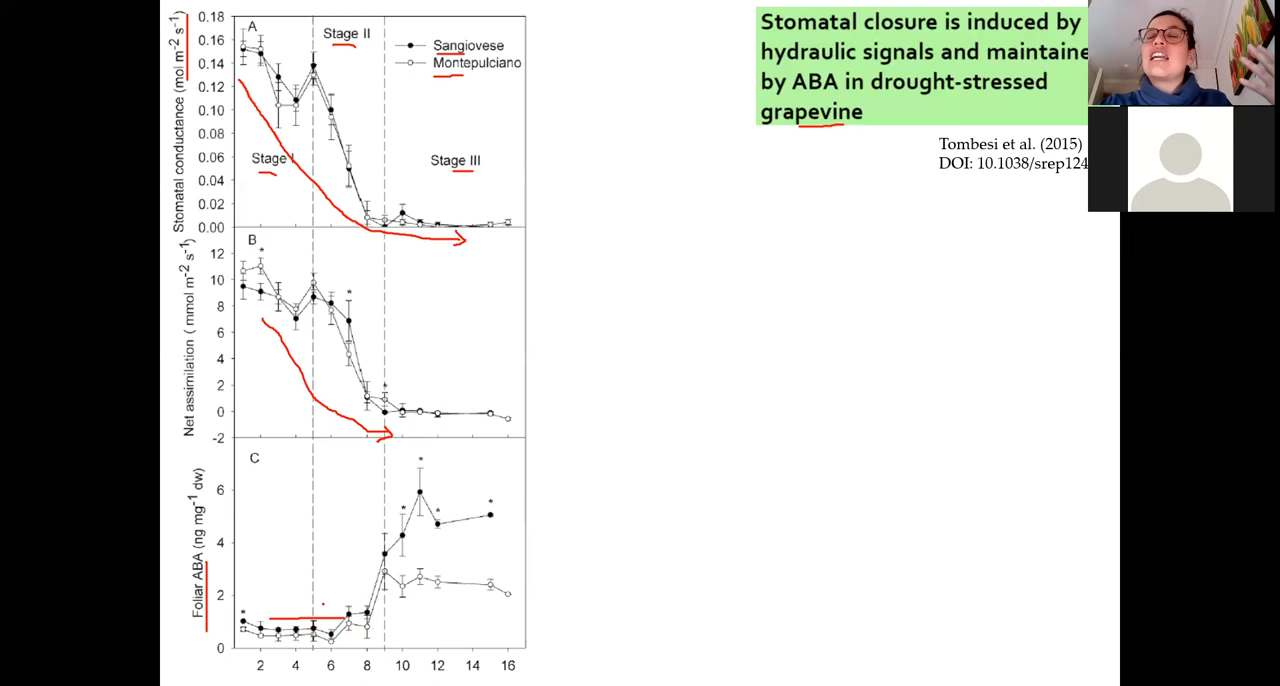 Stomatal closure is induced by
hydraulic signals and maintaine
by ABA in drought-stressed
grapevine
Tombesi et al. (2015)
DOI: 10.1038/srep124
A
Stage II
Sangiovese
Montepulciano
Stage I
Stage III
Stomatal conductance (mol m-2 s-1)
0.18
0.16
0.14
0.12
0.10
0.08
0.06
0.04
0.02
0.00
B
* * *
Net assimilation ( mmol m-2 s-1)
12
10
8
6
4
2
0
-2
C
* * * * *
Foliar ABA (ng mg-1 dw)
6
4
2
0
2 4 6 8 10 12 14 16